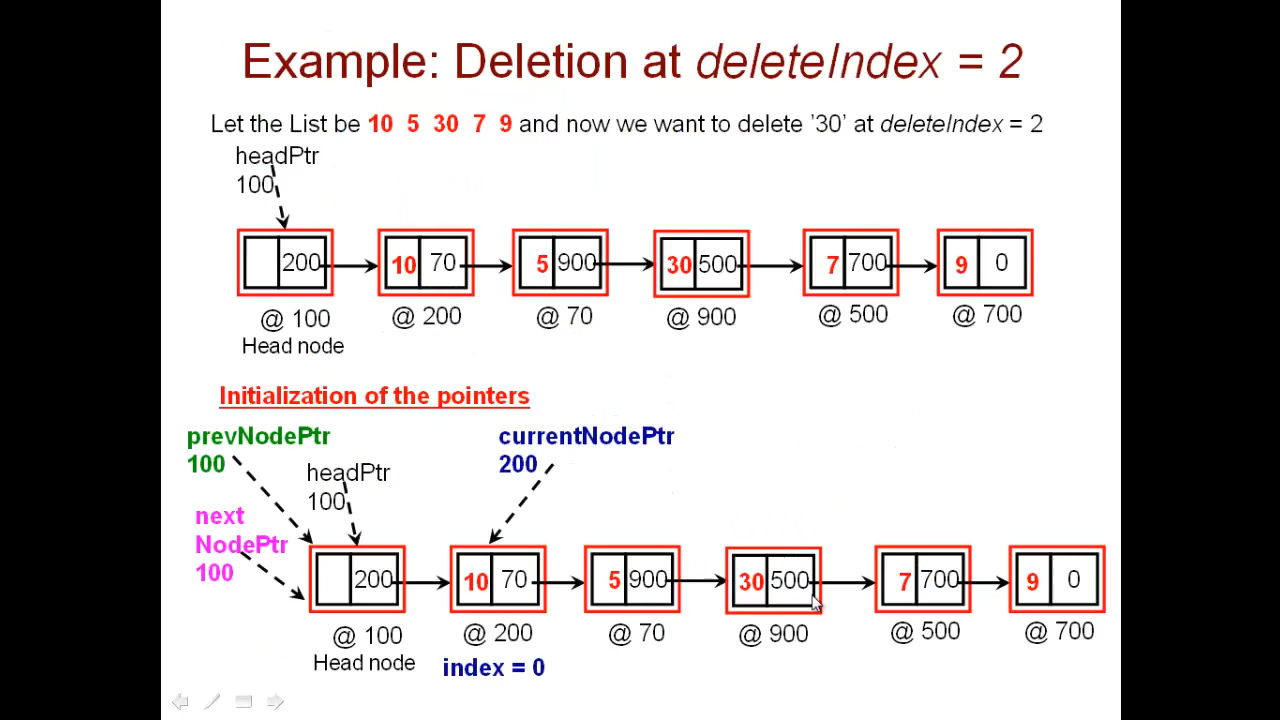 Example: Deletion at deleteIndex = 2
Let the List be 10 5 30 7 9 and now we want to delete '30' at deleteIndex = 2
headPtr
100
200 10 70 5 900 30 500 7 700 9 0
@ 100 @ 200 @ 70 @ 900 @ 500 @ 700
Head node
Initialization of the pointers
prevNodePtr
100
currentNodePtr
200
headPtr
100
next
NodePtr
100
200 10 70 5 900 30 500 7 700 9 0
@ 100 @ 200 @ 70 @ 900 @ 500 @ 700
Head node
index = 0